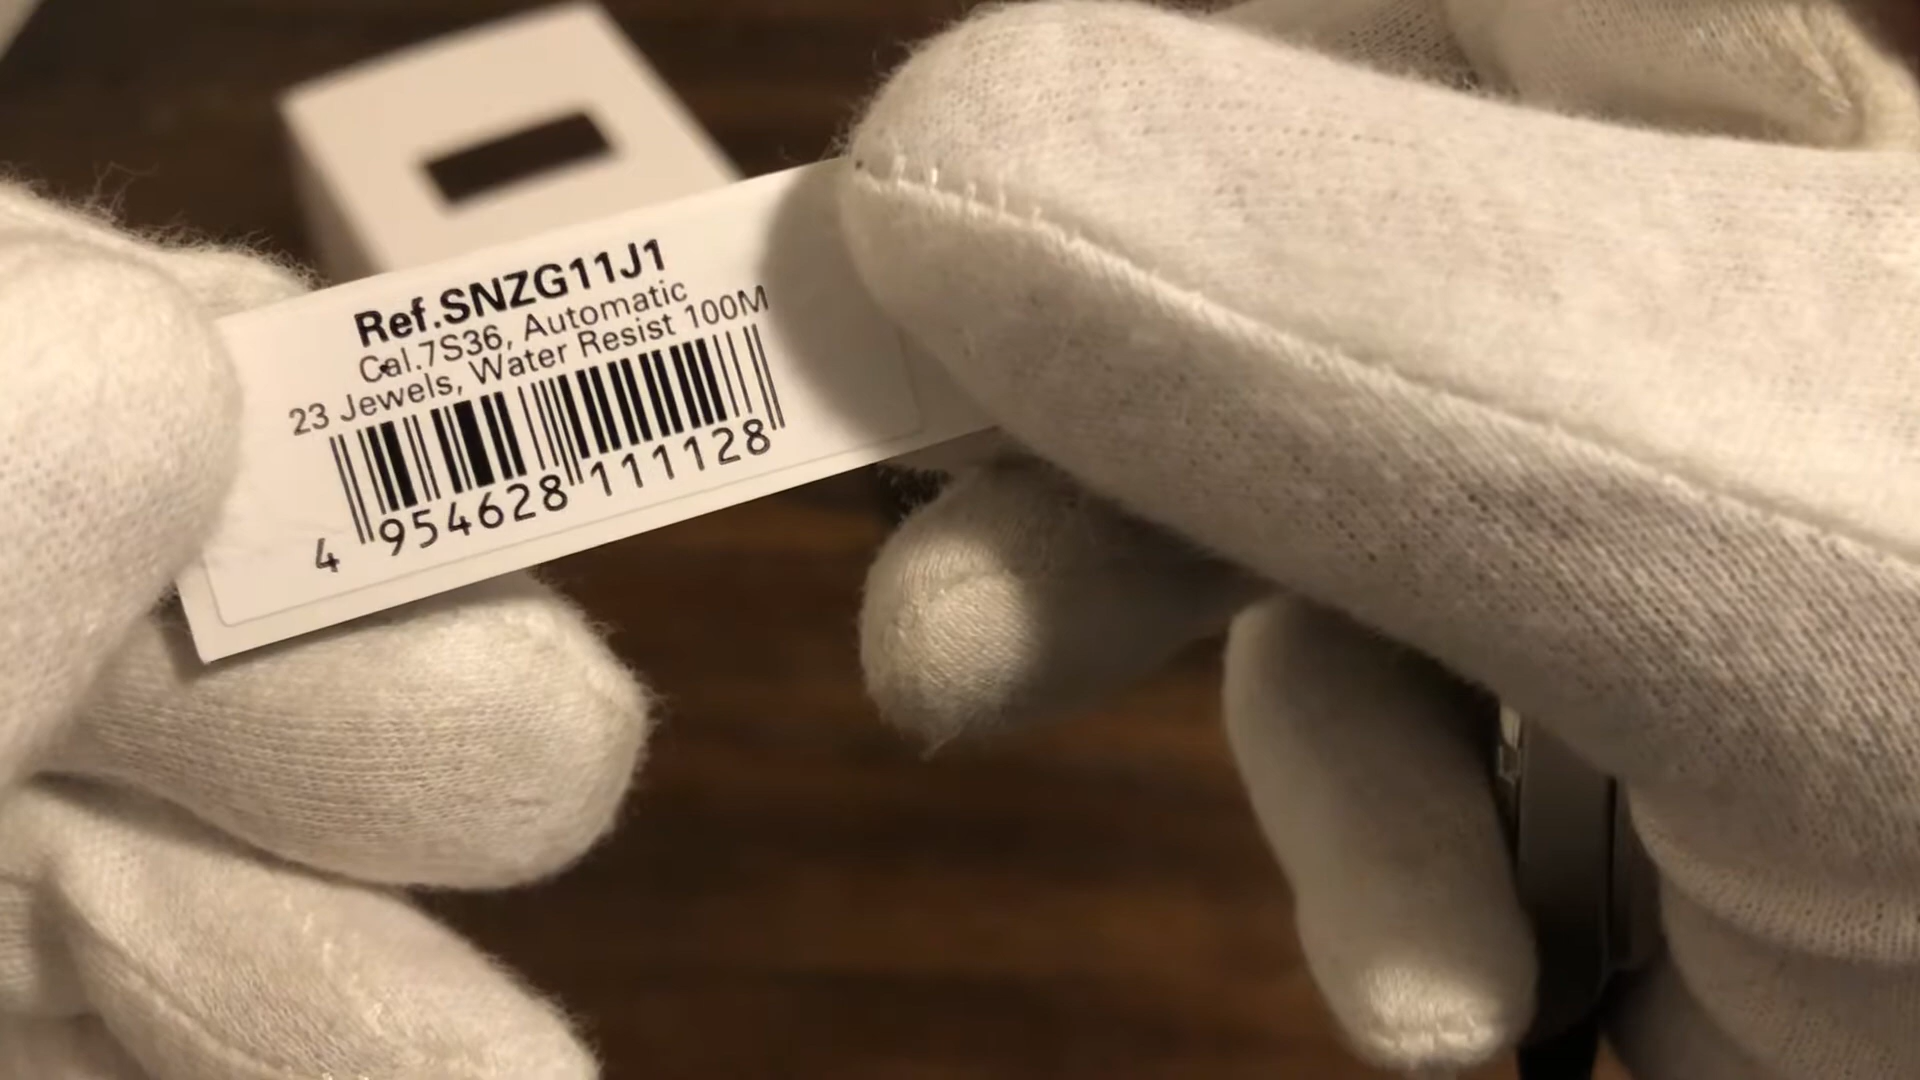 Ref.SNZG11J1
Cal.7S36, Automatic
23 Jewels, Water Resist 100M
4 954628 111128